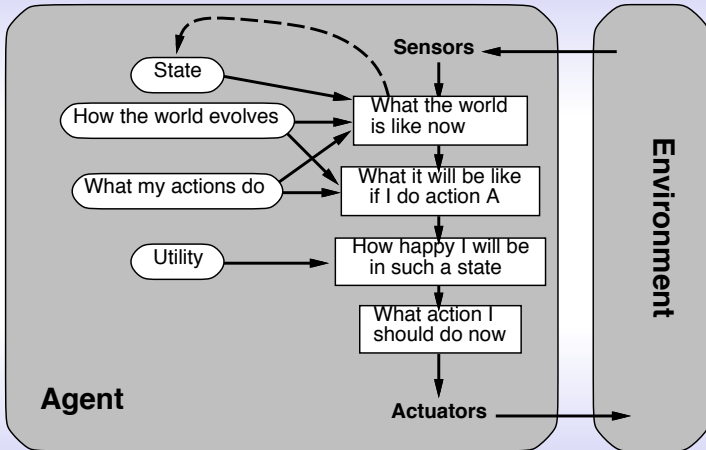 Sensors
State
What the world
is like now
How the world evolves
What it will be like
if I do action A
What my actions do
How happy I will be
in such a state
Utility
What action I
should do now
Agent
Actuators
Environment